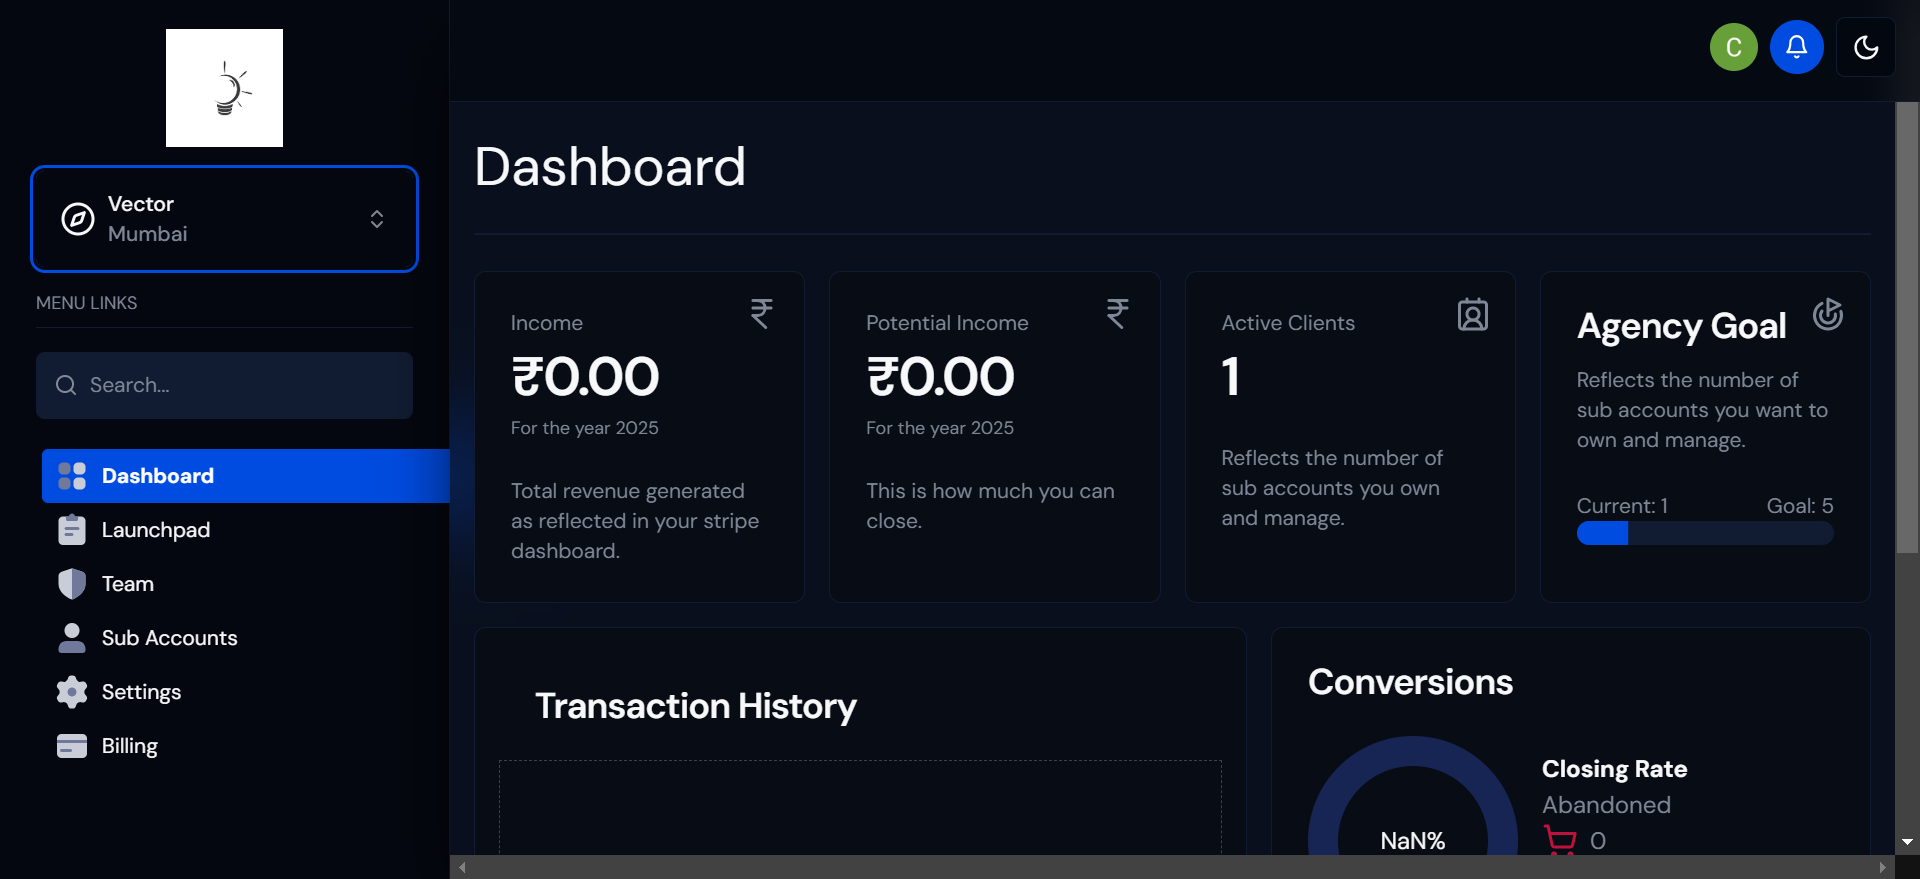 Vector
Mumbai
MENU LINKS
Search...
Dashboard
Launchpad
Team
Sub Accounts
Settings
Billing
C
Dashboard
Income
₹0.00
For the year 2025
Total revenue generated
as reflected in your stripe
dashboard.
Potential Income
₹0.00
For the year 2025
This is how much you can
close.
Active Clients
1
Reflects the number of
sub accounts you own
and manage.
Agency Goal
Reflects the number of
sub accounts you want to
own and manage.
Current: 1 Goal: 5
Transaction History
Conversions
NaN%
Closing Rate
Abandoned
0